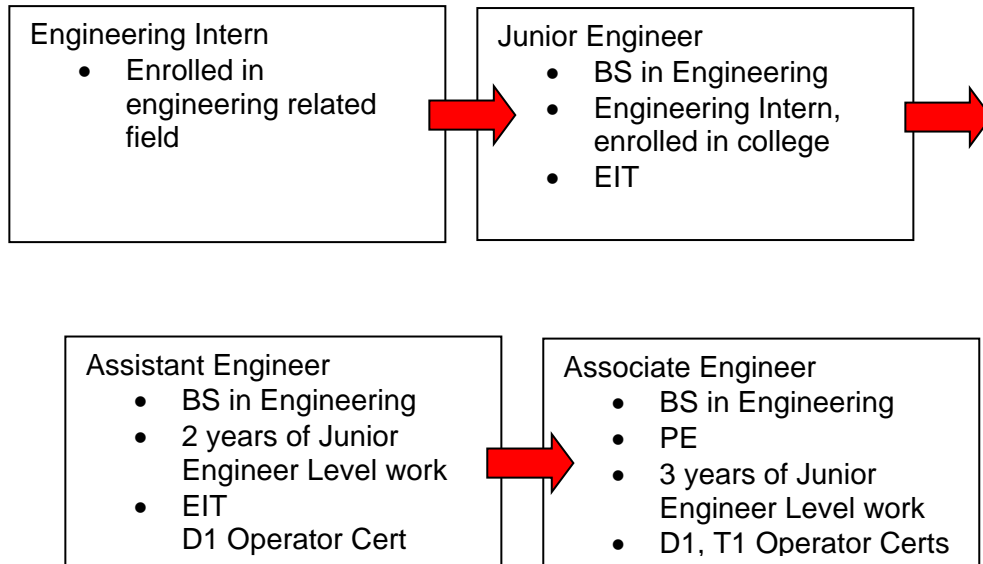 Engineering Intern
• Enrolled in
engineering related
field
Junior Engineer
• BS in Engineering
• Engineering Intern,
enrolled in college
• EIT
Assistant Engineer
• BS in Engineering
• 2 years of Junior
Engineer Level work
• EIT
D1 Operator Cert
Associate Engineer
• BS in Engineering
• PE
• 3 years of Junior
Engineer Level work
• D1, T1 Operator Certs